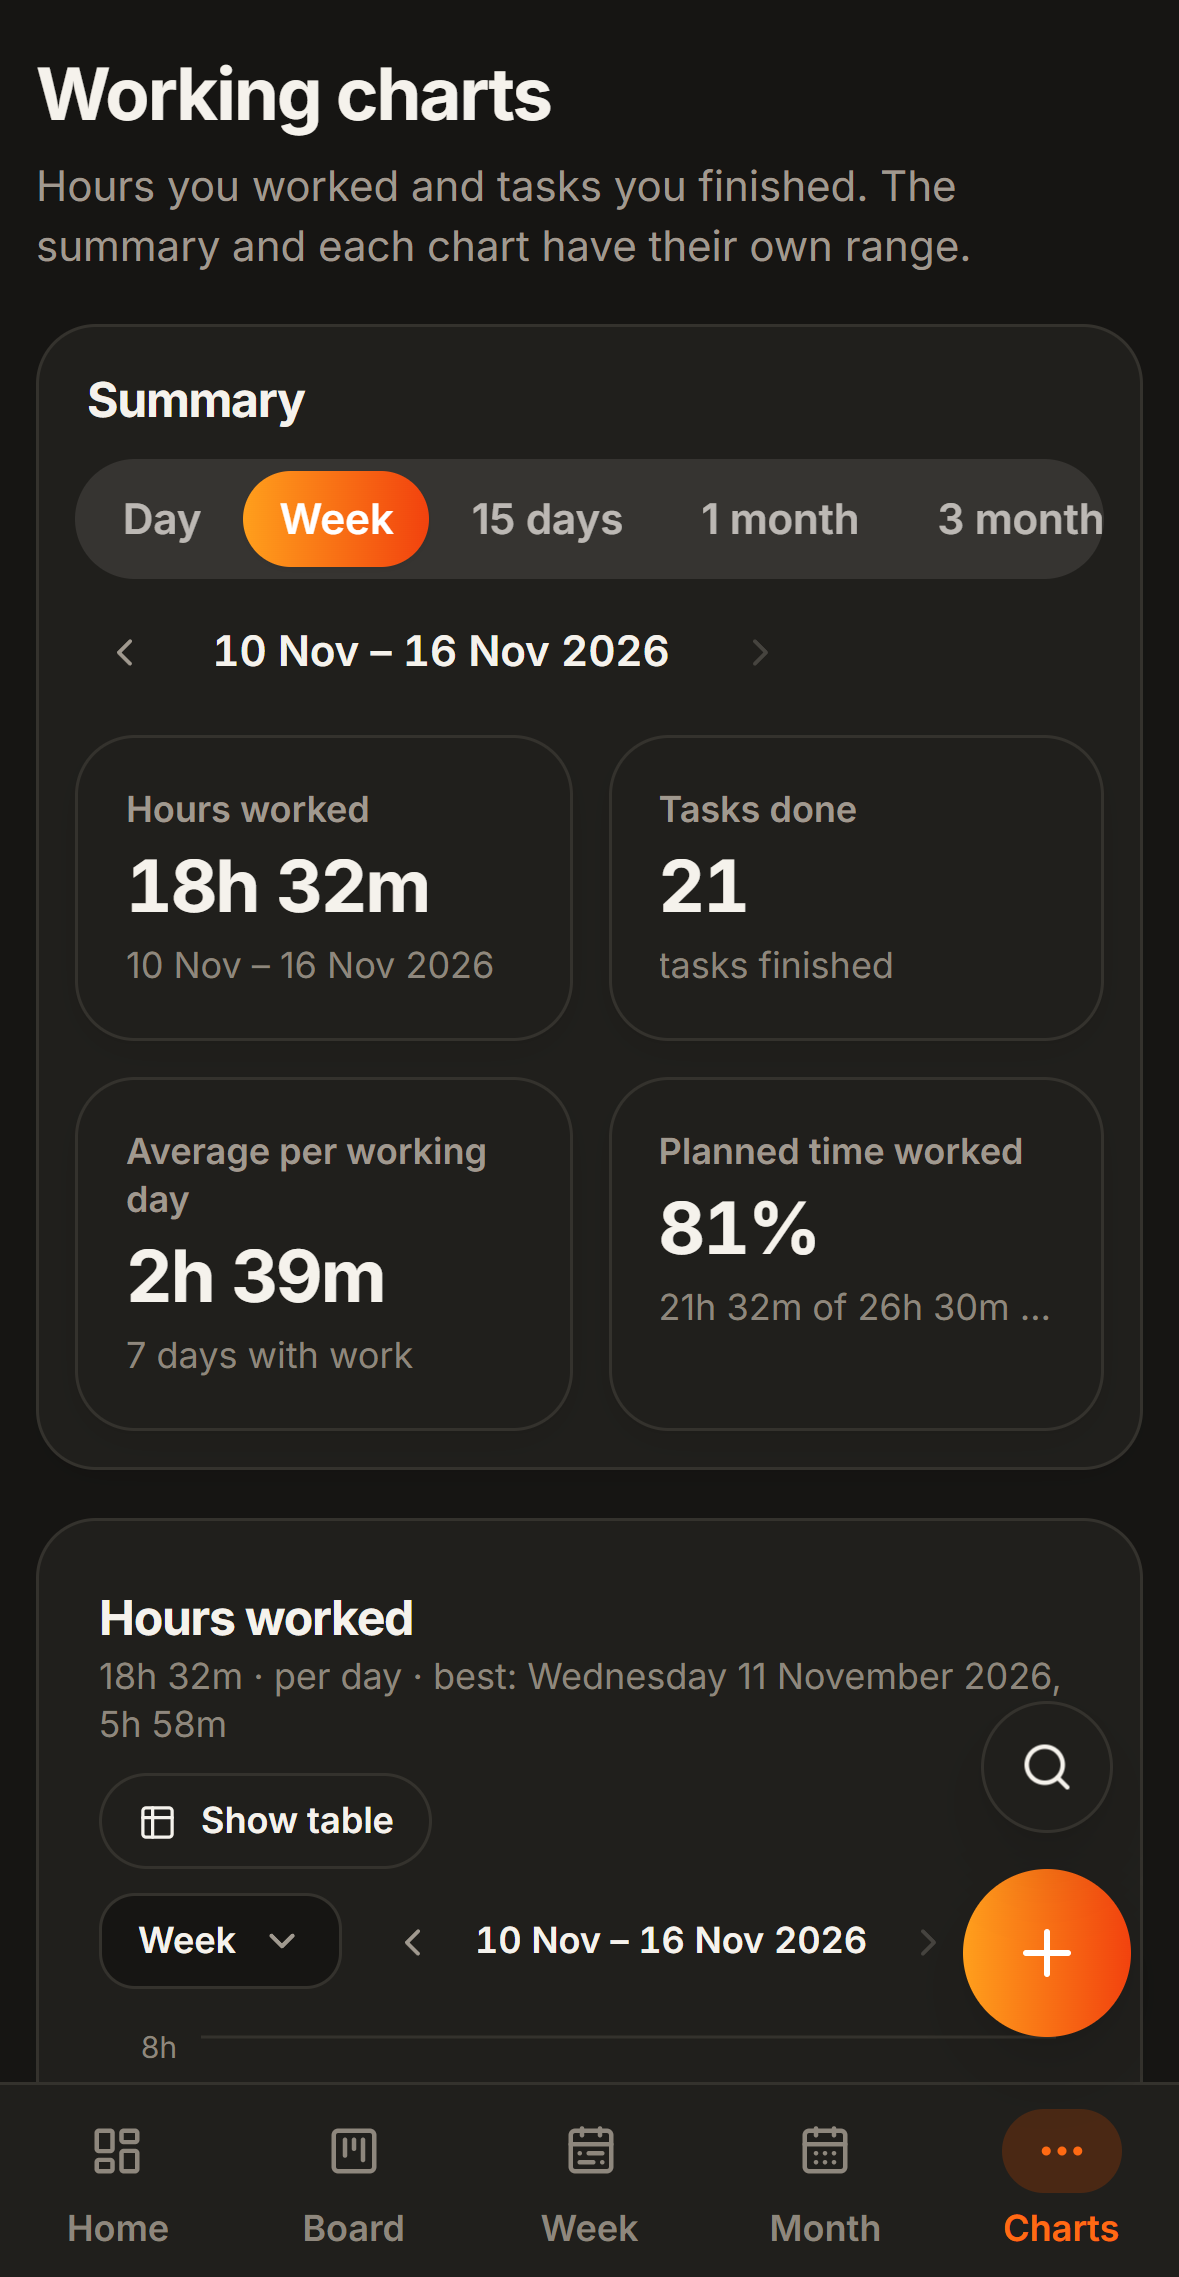 Working charts
Hours you worked and tasks you finished. The
summary and each chart have their own range.
Summary
Day Week 15 days 1 month 3 month
10 Nov – 16 Nov 2026
Hours worked
18h 32m
10 Nov – 16 Nov 2026
Tasks done
21
tasks finished
Average per working
day
2h 39m
7 days with work
Planned time worked
81%
21h 32m of 26h 30m ...
Hours worked
18h 32m · per day · best: Wednesday 11 November 2026,
5h 58m
Show table
Week 10 Nov – 16 Nov 2026
8h
Home Board Week Month Charts